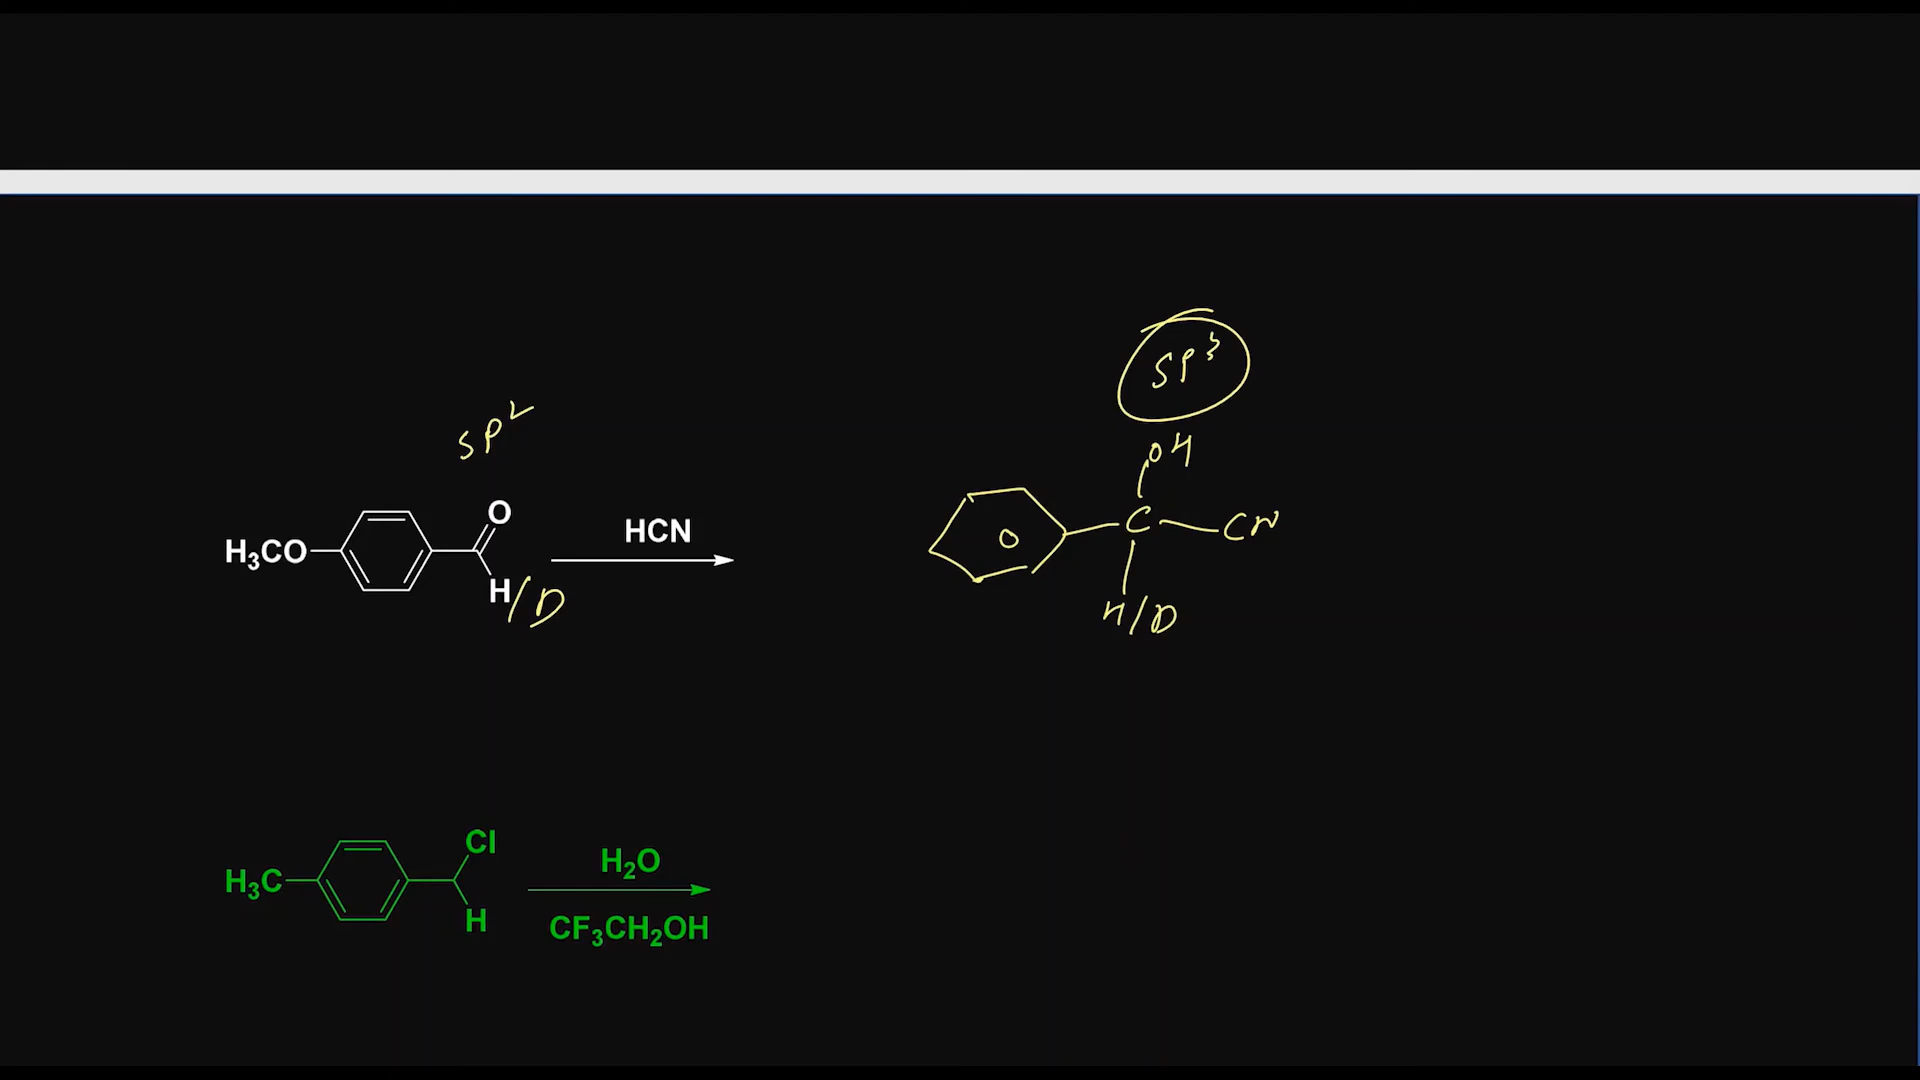 SP³
SP²
OH
O
H₃CO
HCN
C
CN
H/D
H/D
Cl
H₃C
H₂O
H
CF₃CH₂OH